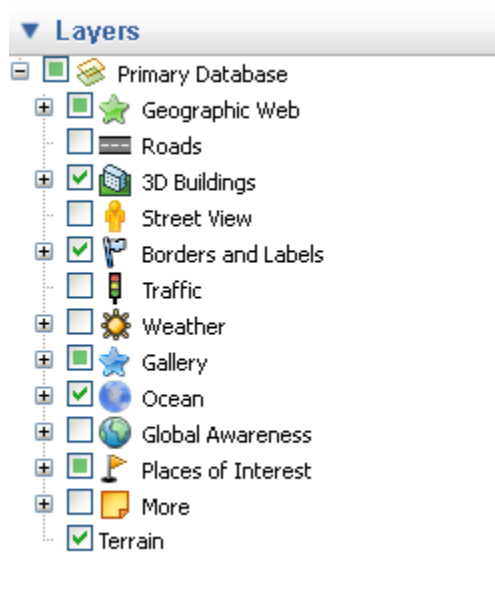 Layers
Primary Database
Geographic Web
Roads
3D Buildings
Street View
Borders and Labels
Traffic
Weather
Gallery
Ocean
Global Awareness
Places of Interest
More
Terrain